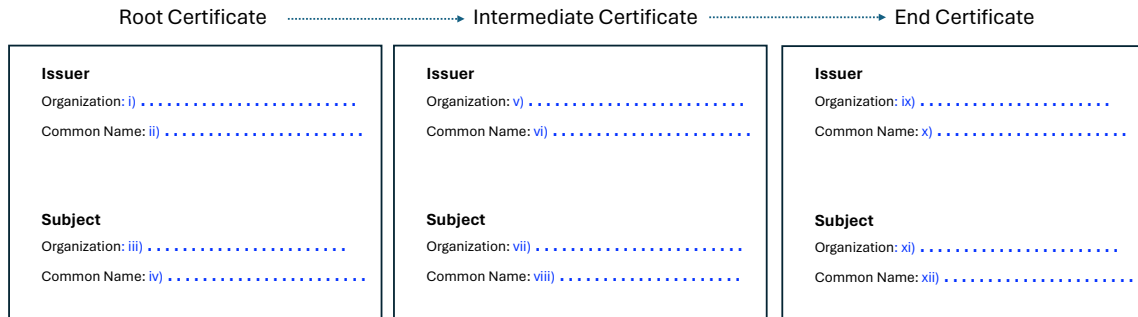 Root Certificate
Intermediate Certificate
End Certificate
Issuer
Organization: i) . . . . . . . . . . . . . . . . . . . . . . . . .
Common Name: ii) . . . . . . . . . . . . . . . . . . . . . . .
Subject
Organization: iii) . . . . . . . . . . . . . . . . . . . . . . .
Common Name: iv) . . . . . . . . . . . . . . . . . . . . . . .
Issuer
Organization: v) . . . . . . . . . . . . . . . . . . . . . . . . .
Common Name: vi) . . . . . . . . . . . . . . . . . . . . . . .
Subject
Organization: vii) . . . . . . . . . . . . . . . . . . . . . . . .
Common Name: viii) . . . . . . . . . . . . . . . . . . . . .
Issuer
Organization: ix) . . . . . . . . . . . . . . . . . . . . . .
Common Name: x) . . . . . . . . . . . . . . . . . . . . . .
Subject
Organization: xi) . . . . . . . . . . . . . . . . . . . . . . .
Common Name: xii) . . . . . . . . . . . . . . . . . . . . . .